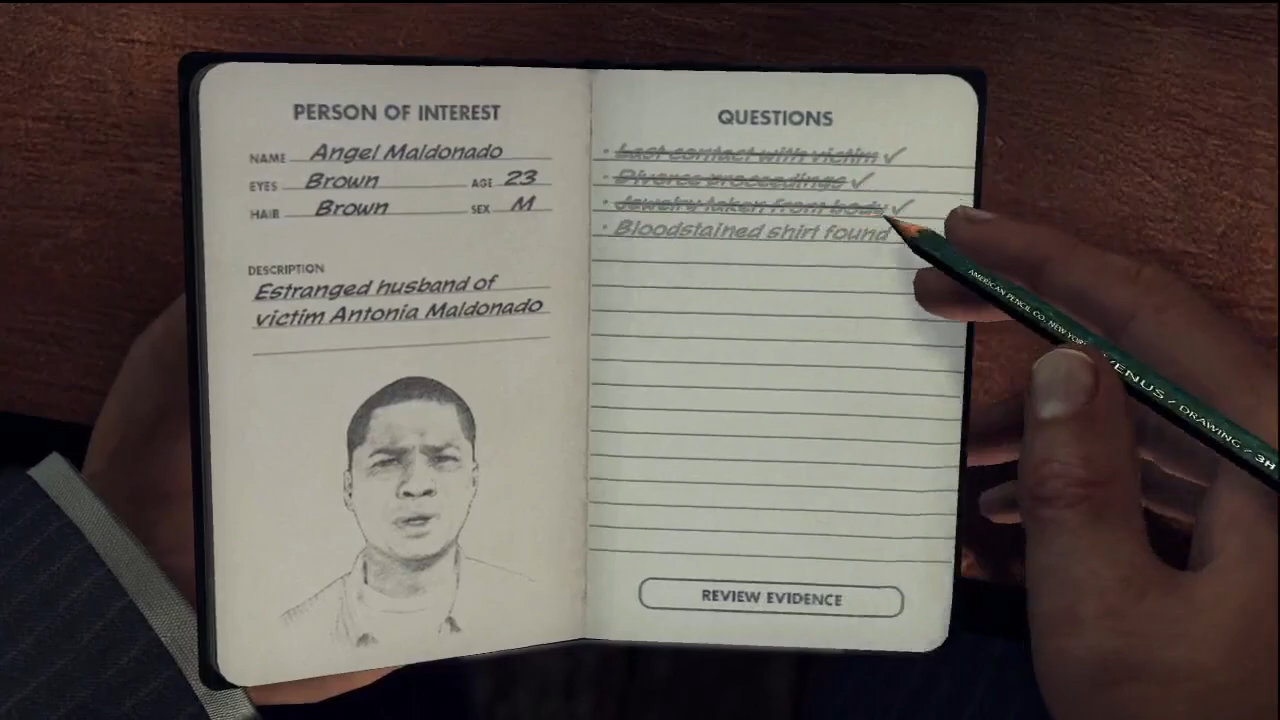 PERSON OF INTEREST
NAME Angel Maldonado
EYES Brown AGE 23
HAIR Brown SEX M
DESCRIPTION
Estranged husband of
victim Antonia Maldonado
QUESTIONS
· Last contact with victim ✓
· Divorce proceedings ✓
· Jewelry taken from body ✓
· Bloodstained shirt found
REVIEW EVIDENCE
AMERICAN PENCIL CO. NEW YORK
VENUS / DRAWING / 3H